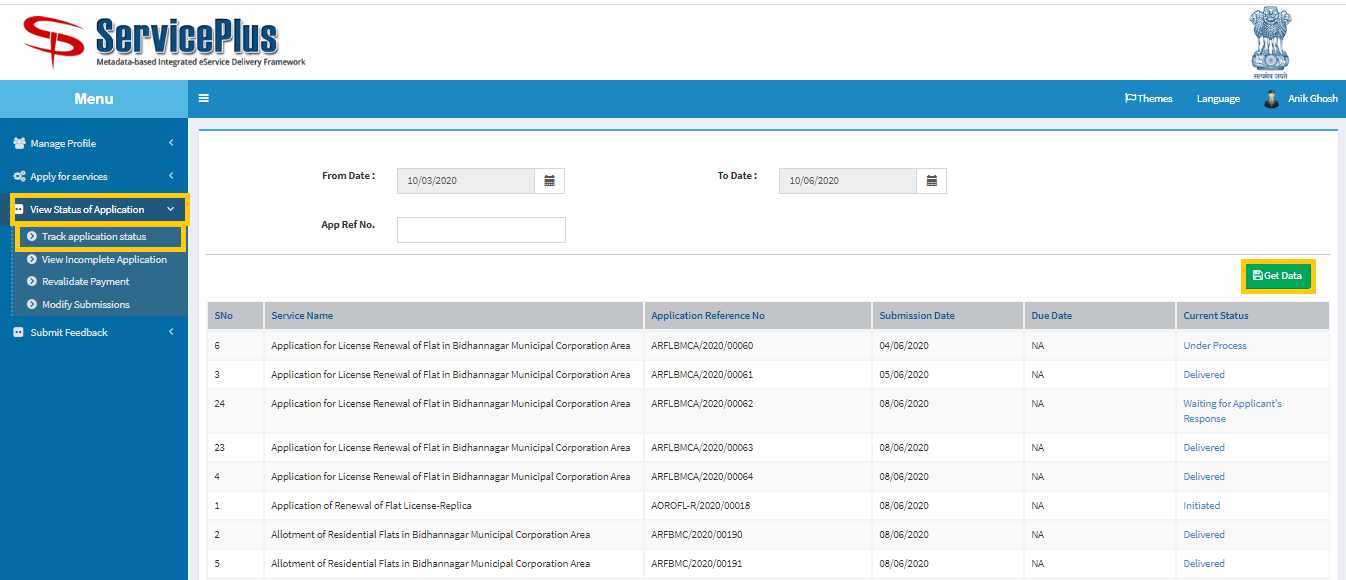 ServicePlus
Metadata-based Integrated eService Delivery Framework
सत्यमेव जयते
Menu
Themes Language Anik Ghosh
Manage Profile
Apply for services
View Status of Application
Track application status
View Incomplete Application
Revalidate Payment
Modify Submissions
Submit Feedback
From Date : 10/03/2020 To Date : 10/06/2020
App Ref No.
Get Data
SNo Service Name Application Reference No Submission Date Due Date Current Status
6 Application for License Renewal of Flat in Bidhannagar Municipal Corporation Area ARFLBMCA/2020/00060 04/06/2020 NA Under Process
3 Application for License Renewal of Flat in Bidhannagar Municipal Corporation Area ARFLBMCA/2020/00061 05/06/2020 NA Delivered
24 Application for License Renewal of Flat in Bidhannagar Municipal Corporation Area ARFLBMCA/2020/00062 08/06/2020 NA Waiting for Applicant's
Response
23 Application for License Renewal of Flat in Bidhannagar Municipal Corporation Area ARFLBMCA/2020/00063 08/06/2020 NA Delivered
4 Application for License Renewal of Flat in Bidhannagar Municipal Corporation Area ARFLBMCA/2020/00064 08/06/2020 NA Delivered
1 Application of Renewal of Flat License-Replica AOROFL-R/2020/00018 08/06/2020 NA Initiated
2 Allotment of Residential Flats in Bidhannagar Municipal Corporation Area ARFBMC/2020/00190 08/06/2020 NA Delivered
5 Allotment of Residential Flats in Bidhannagar Municipal Corporation Area ARFBMC/2020/00191 08/06/2020 NA Delivered